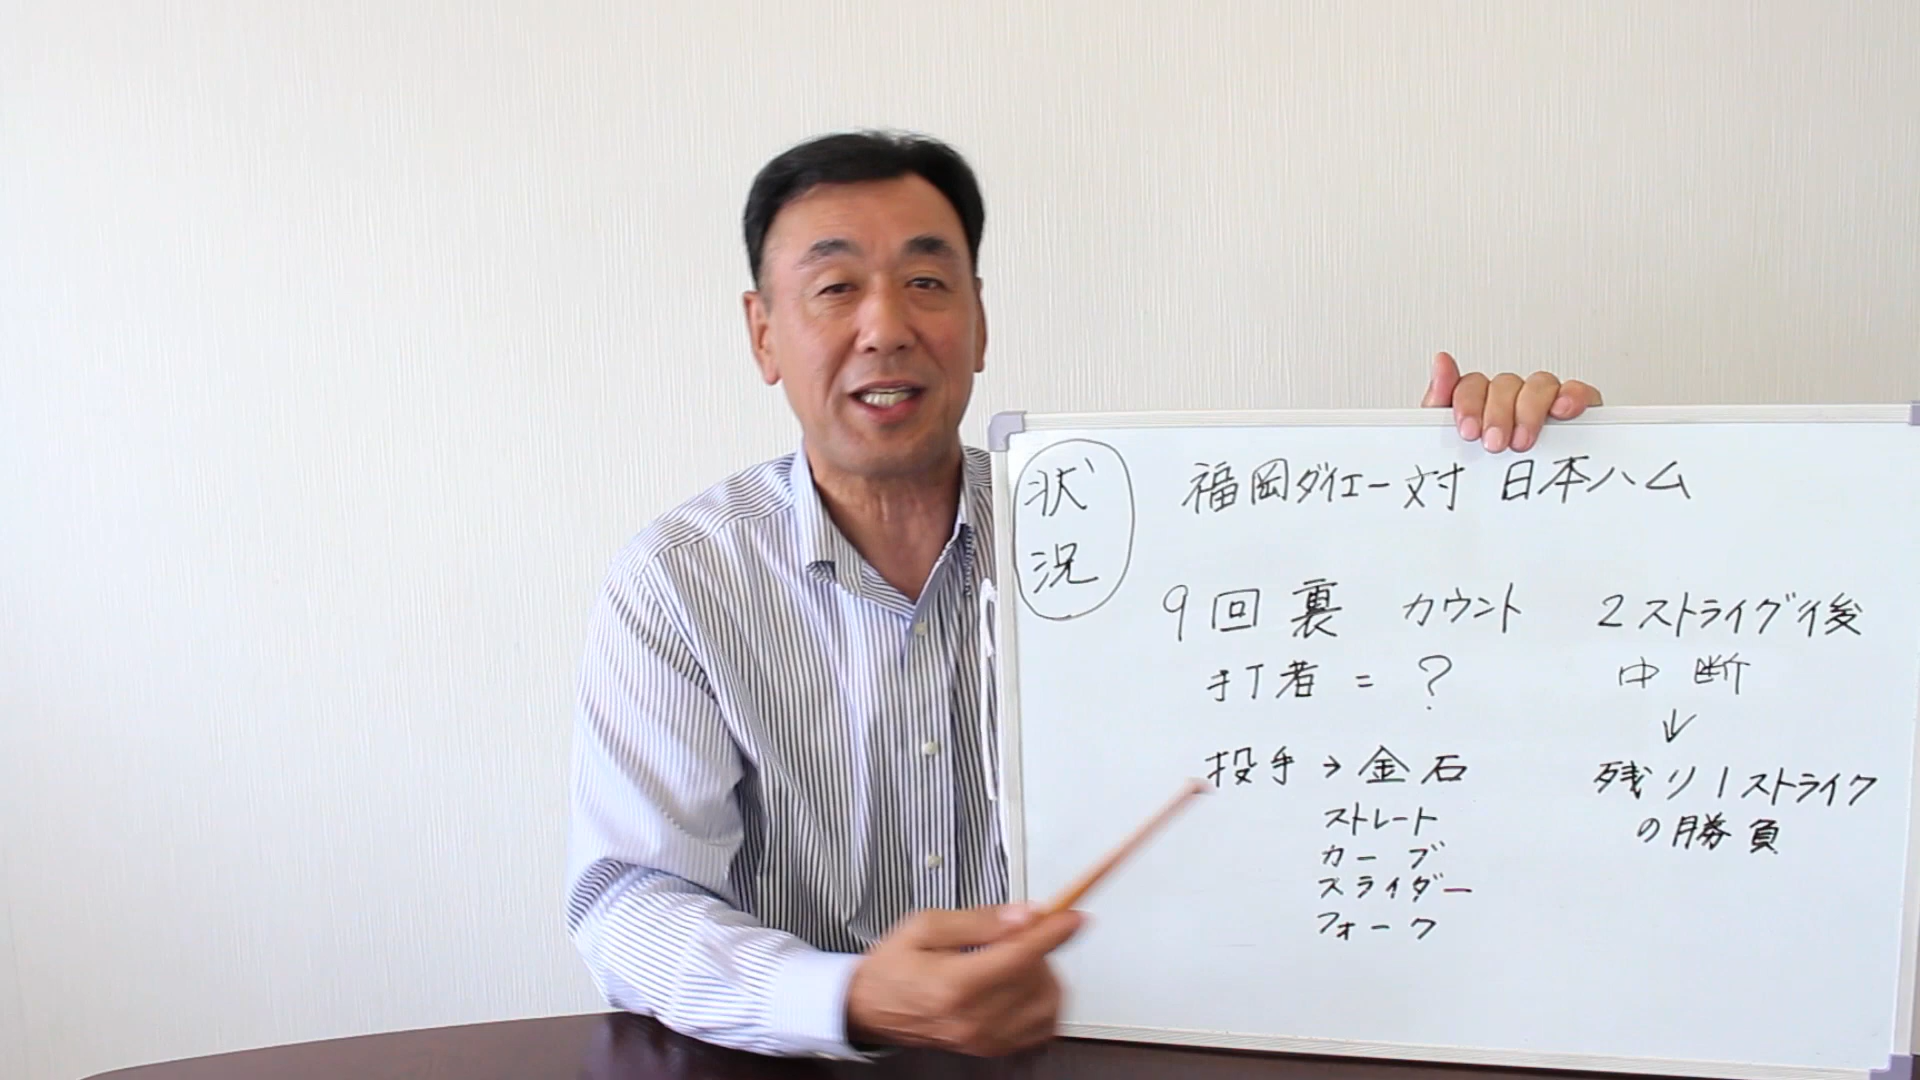 状況
福岡ダイエー対 日本ハム
9回裏 カウント 2ストライク後
打者 = ?
中断
↓
投手→金石
ストレート
カーブ
スライダー
フォーク
残り1ストライク
の勝負